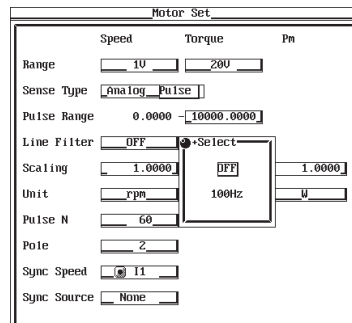 Motor Set
Speed Torque Pm
Range 1V 20V
Sense Type Analog Pulse
Pulse Range 0.0000 - 10000.0000
Line Filter OFF
Select
OFF
100Hz
Scaling 1.0000 1.0000
Unit rpm W
Pulse N 60
Pole 2
Sync Speed I1
Sync Source None